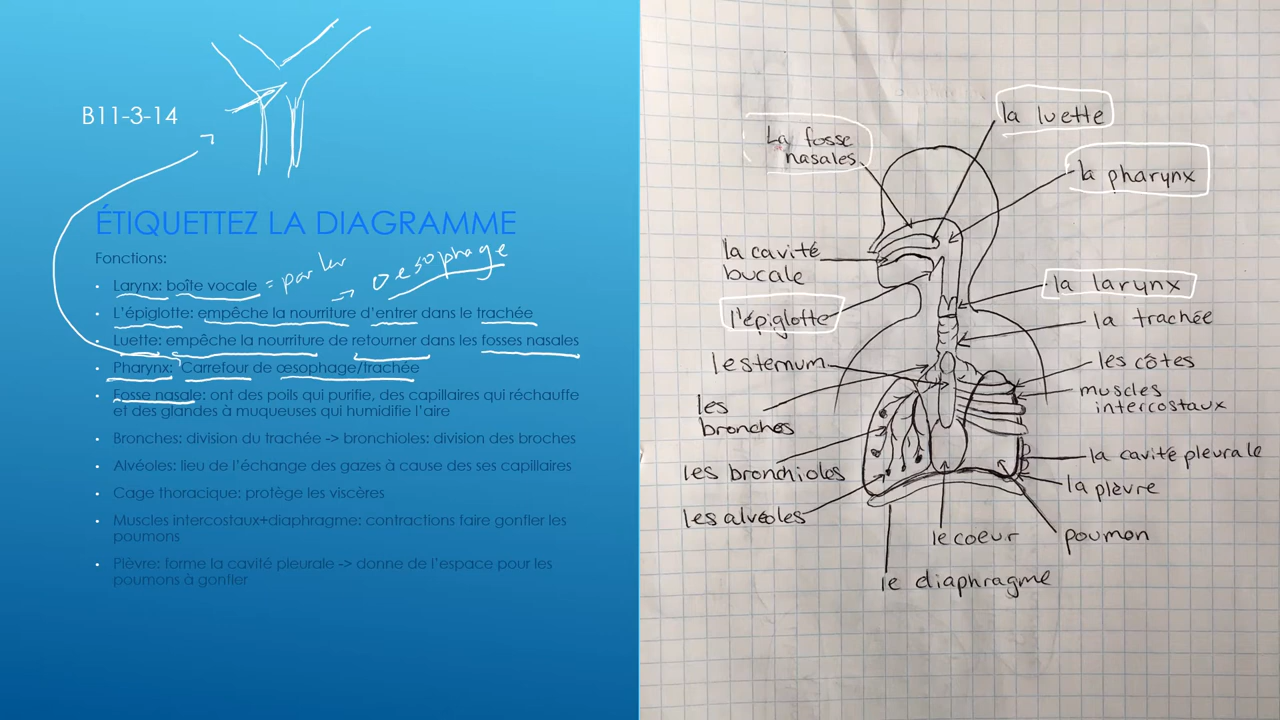 B11-3-14
ÉTIQUETTEZ LA DIAGRAMME
Fonctions:
• Larynx: boîte vocale = parler
→ oesophage
• L'épiglotte: empêche la nourriture d'entrer dans le trachée
• Luette: empêche la nourriture de retourner dans les fosses nasales
• Pharynx: Carrefour de œsophage/trachée
• Fosse nasale: ont des poils qui purifie, des capillaires qui réchauffe
et des glandes à muqueuses qui humidifie l'aire
• Bronches: division du trachée -> bronchioles: division des broches
• Alvéoles: lieu de l'échange des gazes à cause des ses capillaires
• Cage thoracique: protège les viscères
• Muscles intercostaux+diaphragme: contractions faire gonfler les
poumons
• Plèvre: forme la cavité pleurale -> donne de l'espace pour les
poumons à gonfler
la luette
La fosse
nasales
la pharynx
la cavité
bucale
la larynx
l'épiglotte
la trachée
le sternum
les côtes
les
bronches
muscles
intercostaux
la cavité pleurale
les bronchioles
la plèvre
les alvéoles
le coeur
poumon
le diaphragme